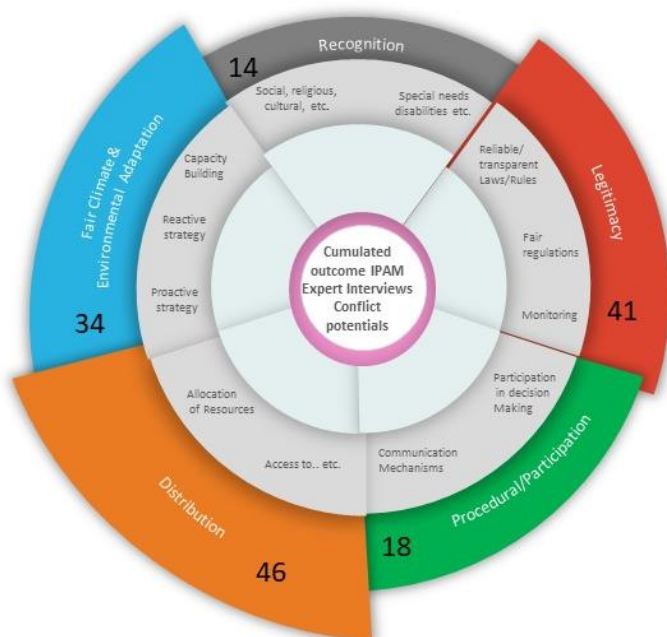 Recognition
14
Social, religious,
cultural, etc.
Special needs
disabilities etc.
Legitimacy
41
Reliable/
transparent
Laws/Rules
Fair
regulations
Monitoring
Procedural/Participation
18
Participation
in decision
Making
Communication
Mechanisms
Distribution
46
Allocation
of Resources
Access to.. etc.
Fair Climate &
Environmental Adaptation
34
Capacity
Building
Reactive
strategy
Proactive
strategy
Cumulated
outcome IPAM
Expert Interviews
Conflict
potentials